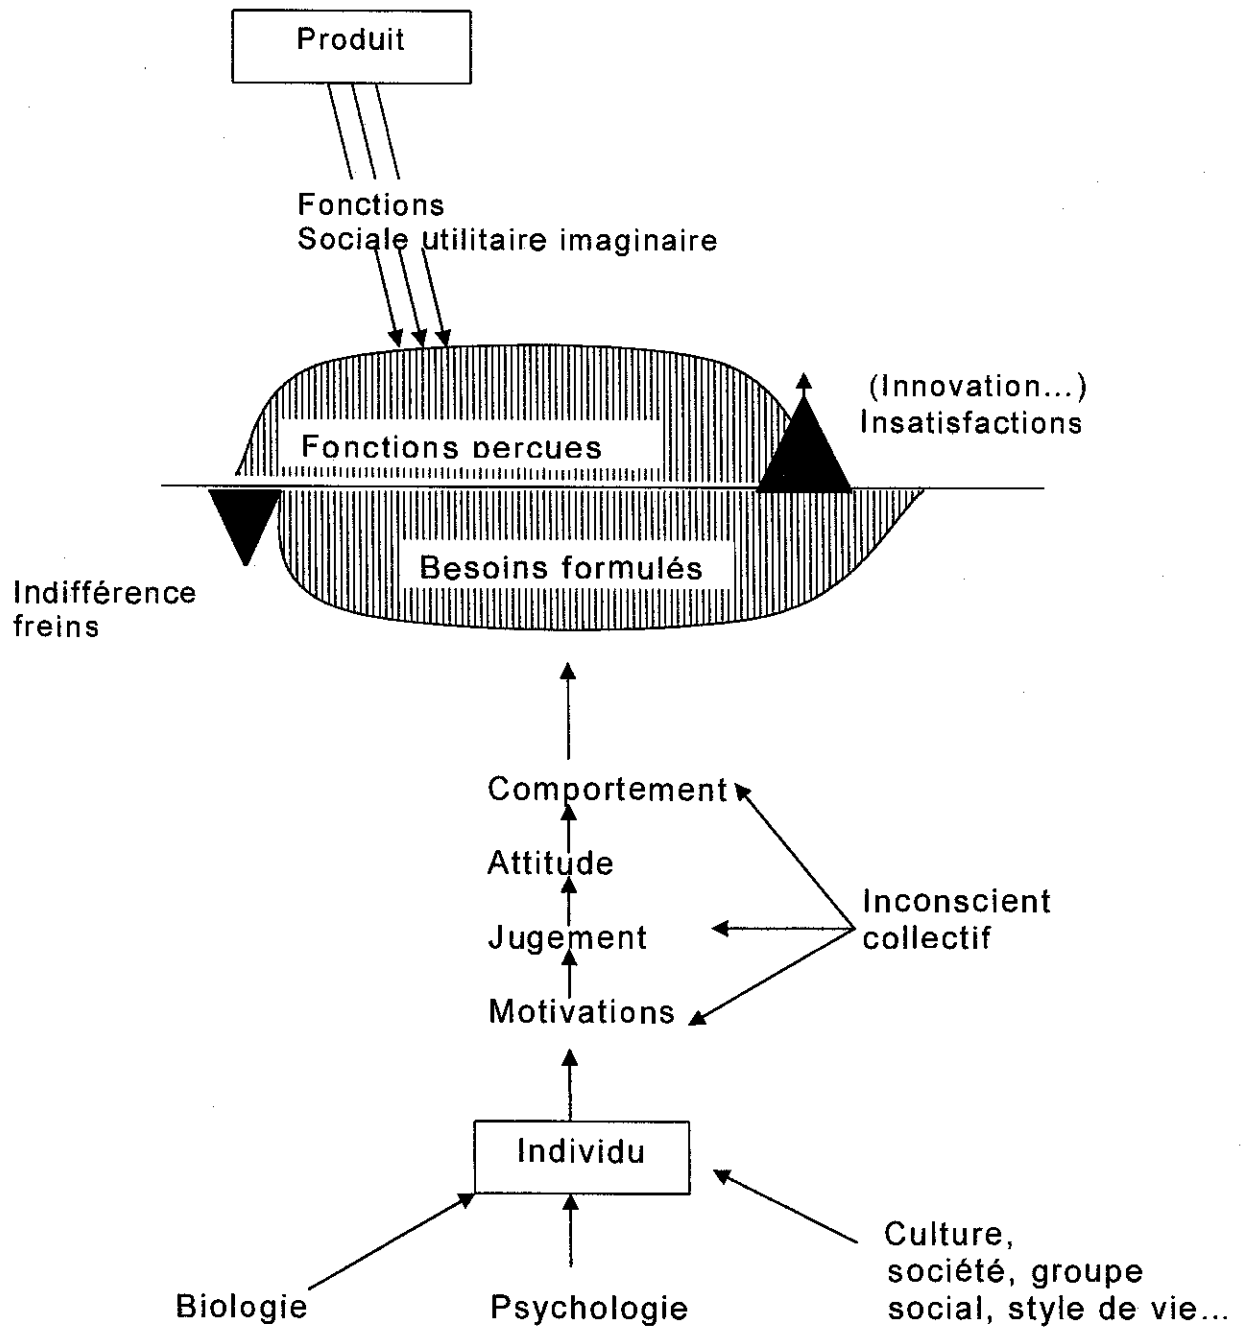 Produit
Fonctions
Sociale utilitaire imaginaire
(Innovation...)
Insatisfactions
Fonctions perçues
Besoins formulés
Indifférence
freins
Comportement
Attitude
Inconscient
collectif
Jugement
Motivations
Individu
Culture,
société, groupe
social, style de vie...
Biologie
Psychologie